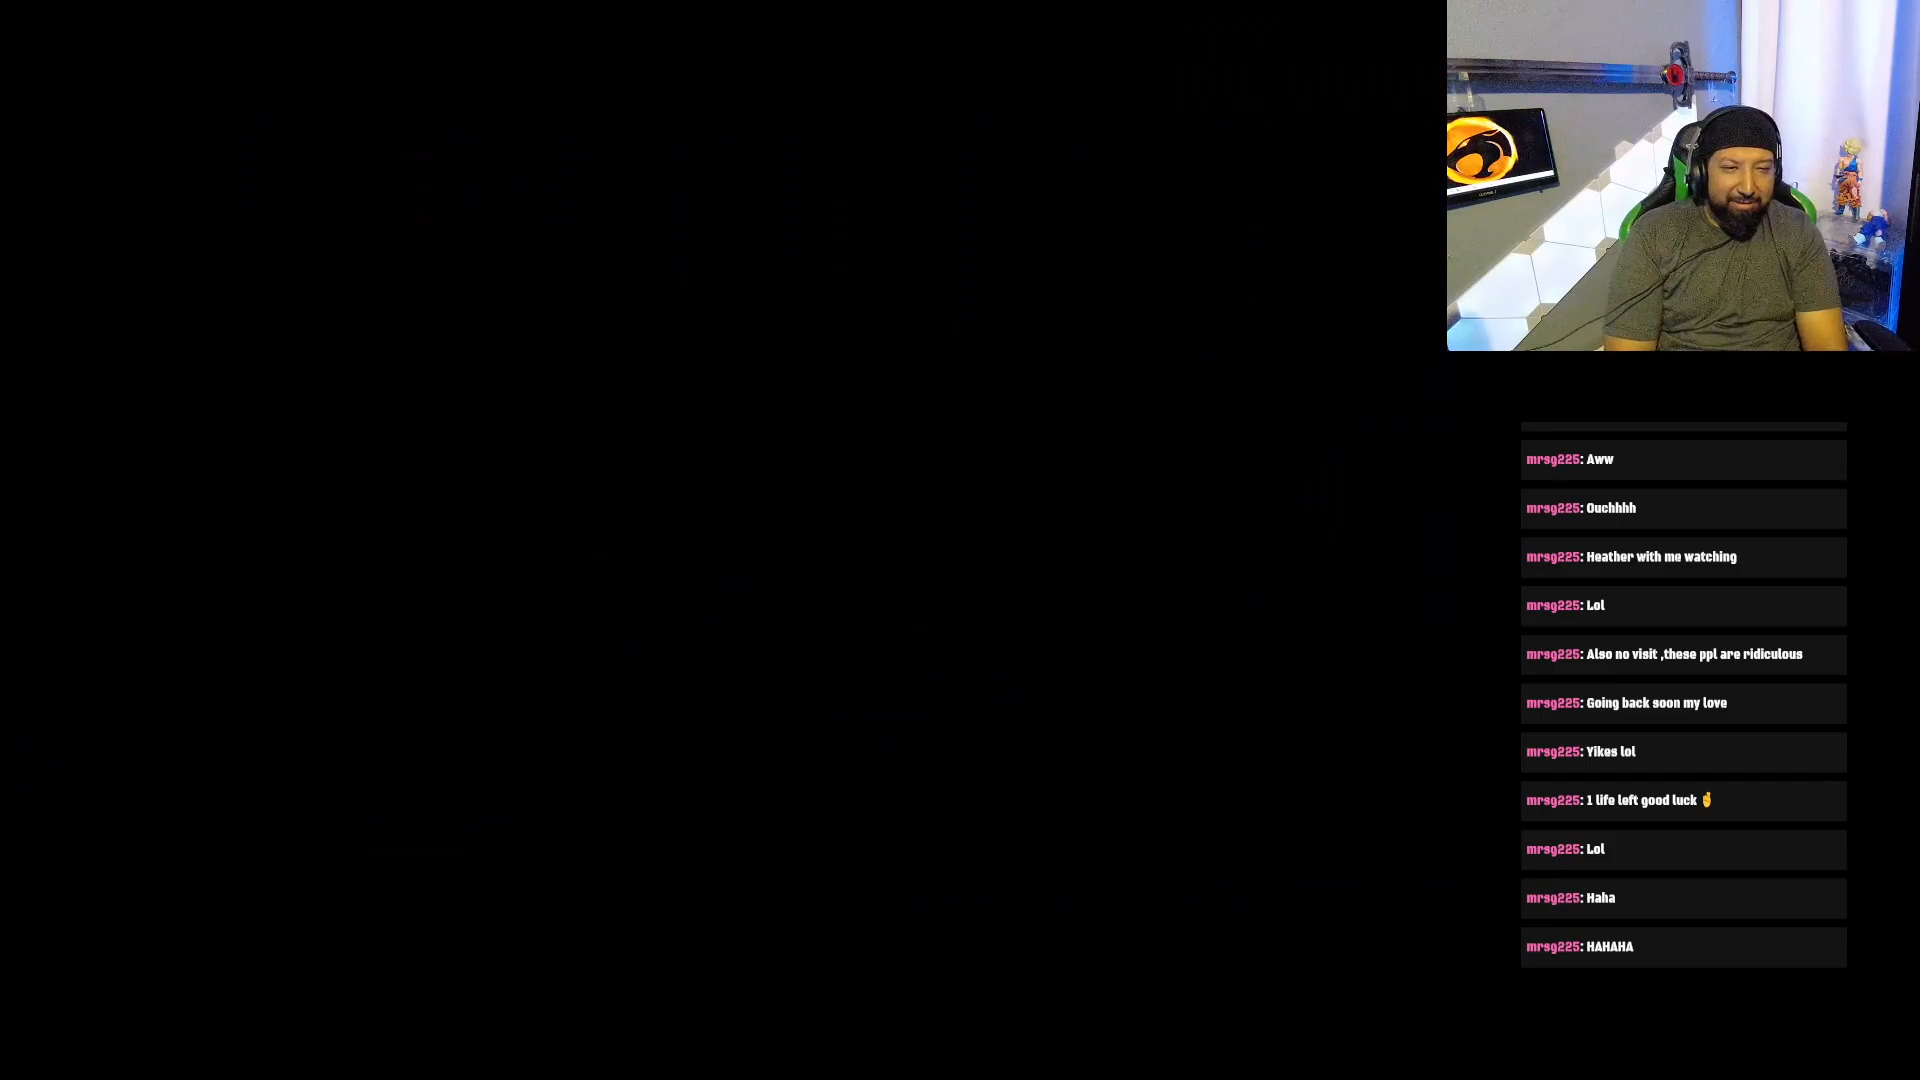 mrsg225: Aww
mrsg225: Ouchhhh
mrsg225: Heather with me watching
mrsg225: Lol
mrsg225: Also no visit ,these ppl are ridiculous
mrsg225: Going back soon my love
mrsg225: Yikes lol
mrsg225: 1 life left good luck 🤞
mrsg225: Lol
mrsg225: Haha
mrsg225: HAHAHA